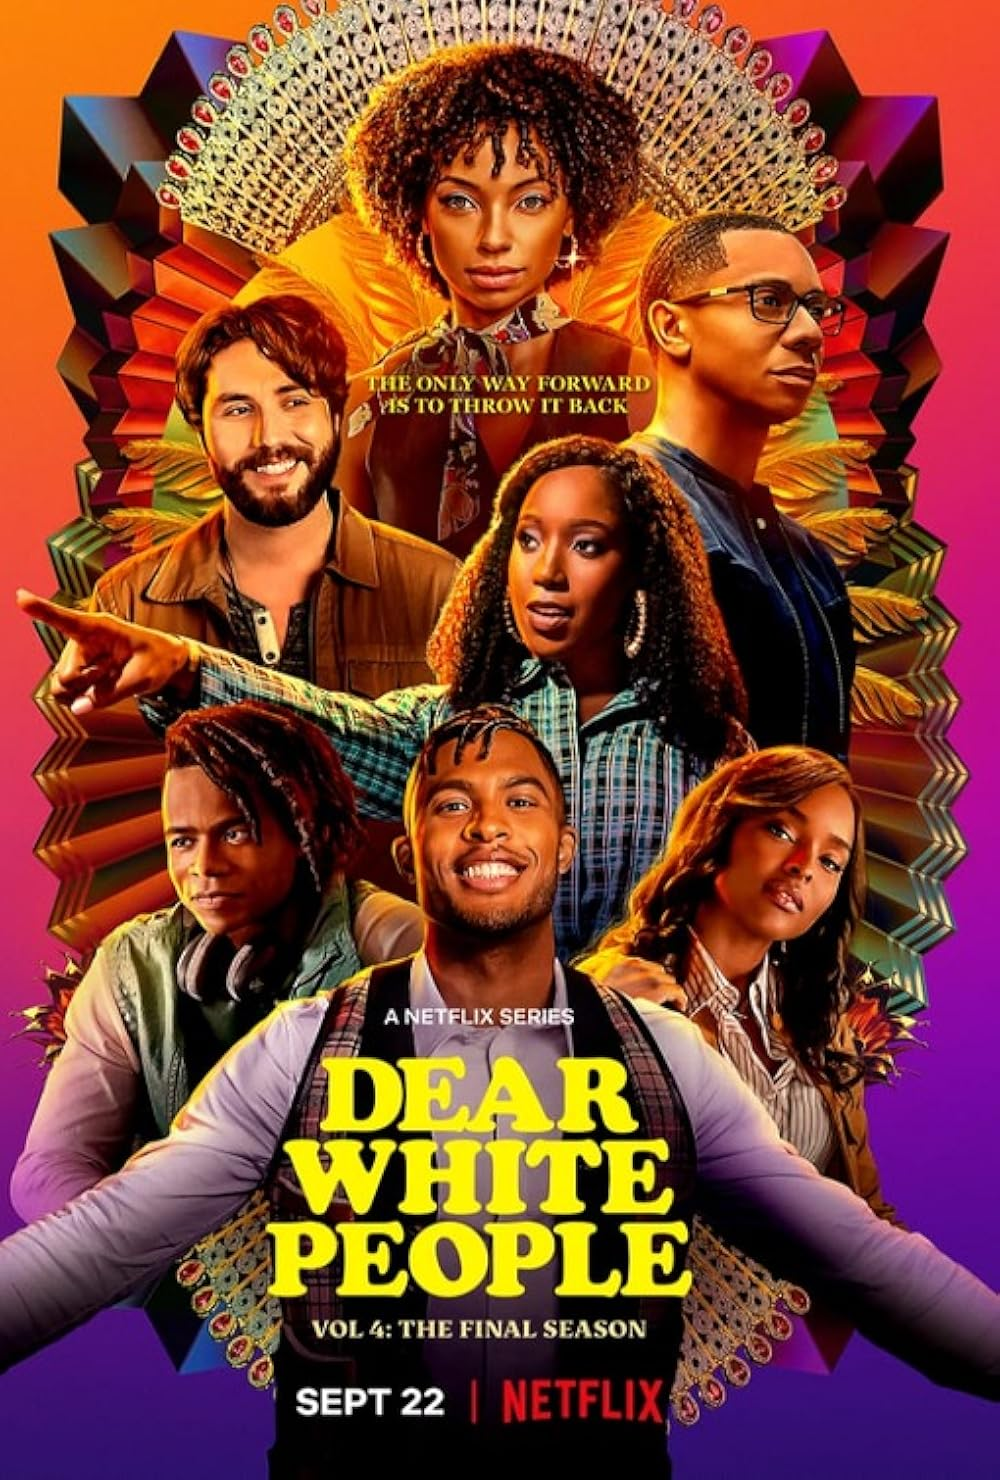 THE ONLY WAY FORWARD
IS TO THROW IT BACK
A NETFLIX SERIES
DEAR
WHITE
PEOPLE
VOL 4: THE FINAL SEASON
SEPT 22 | NETFLIX